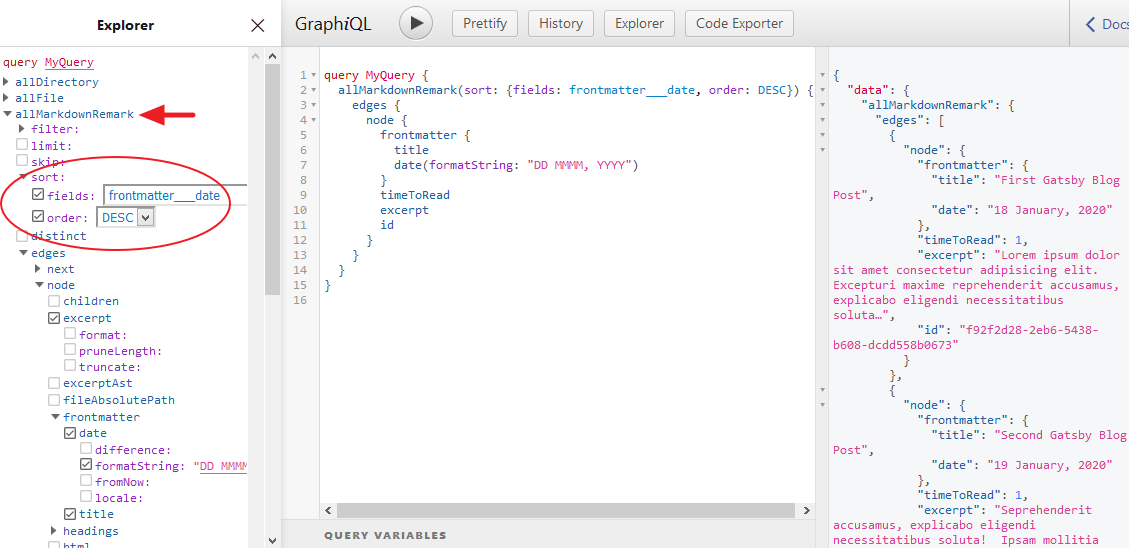 Explorer
query MyQuery
allDirectory
allFile
allMarkdownRemark
filter:
limit:
skip:
sort:
fields: frontmatter___date
order: DESC
distinct
edges
next
node
children
excerpt
format:
pruneLength:
truncate:
excerptAst
fileAbsolutePath
frontmatter
date
difference:
formatString: "DD MMMM
fromNow:
locale:
title
headings
html
GraphiQL
Prettify
History
Explorer
Code Exporter
Docs
1 query MyQuery {
2 allMarkdownRemark(sort: {fields: frontmatter___date, order: DESC}) {
3 edges {
4 node {
5 frontmatter {
6 title
7 date(formatString: "DD MMMM, YYYY")
8 }
9 timeToRead
10 excerpt
11 id
12 }
13 }
14 }
15 }
16
QUERY VARIABLES
{
"data": {
"allMarkdownRemark": {
"edges": [
{
"node": {
"frontmatter": {
"title": "First Gatsby Blog
Post",
"date": "18 January, 2020"
},
"timeToRead": 1,
"excerpt": "Lorem ipsum dolor
sit amet consectetur adipisicing elit.
Excepturi maxime reprehenderit accusamus,
explicabo eligendi necessitatibus
soluta…",
"id": "f92f2d28-2eb6-5438-
b608-dcdd558b0673"
}
},
{
"node": {
"frontmatter": {
"title": "Second Gatsby Blog
Post",
"date": "19 January, 2020"
},
"timeToRead": 1,
"excerpt": "Seprehenderit
accusamus, explicabo eligendi
necessitatibus soluta!  Ipsam mollitia